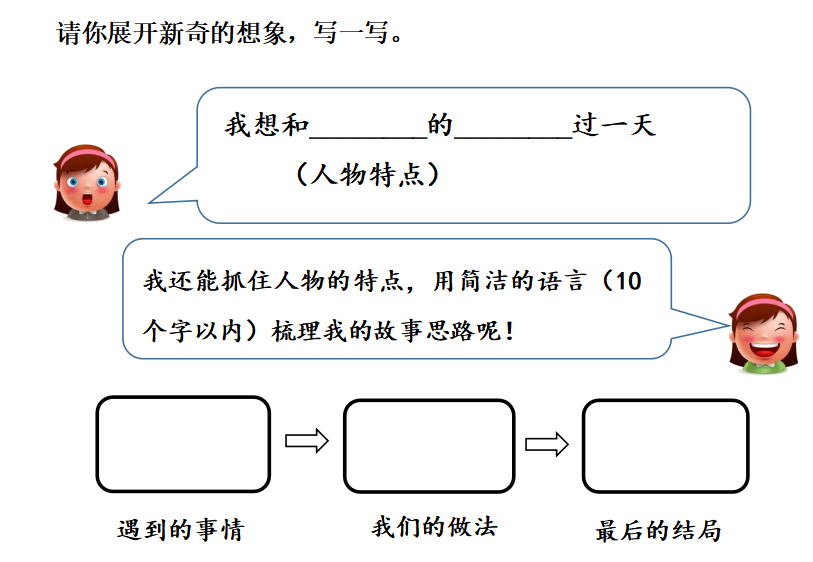 请你展开新奇的想象，写一写。
我想和________的________过一天
（人物特点）
我还能抓住人物的特点，用简洁的语言（10
个字以内）梳理我的故事思路呢！
遇到的事情
我们的做法
最后的结局